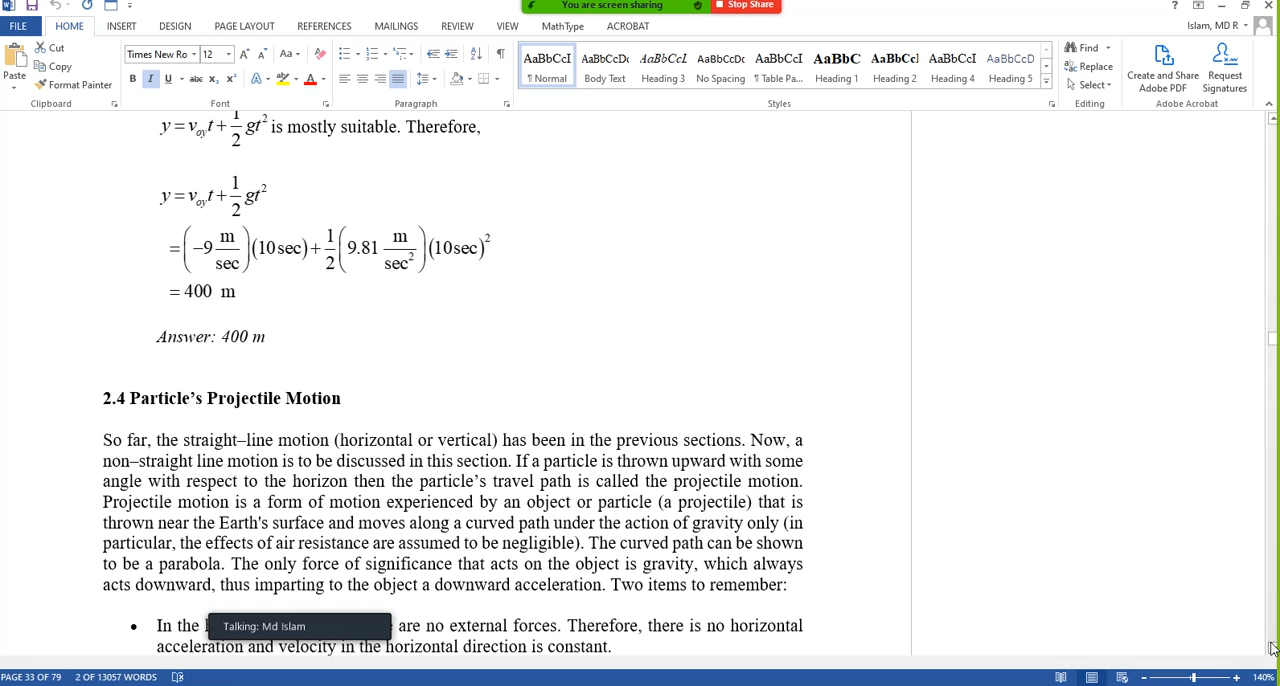 You are screen sharing Stop Share
FILE HOME INSERT DESIGN PAGE LAYOUT REFERENCES MAILINGS REVIEW VIEW MathType ACROBAT Islam, MD R
Cut
Copy
Paste
Format Painter
Times New Ro 12
AaBbCcI AaBbCcDc AaBbCcL AaBbCcDc AaBbCcI AaBbC AaBbCcl AaBbCcI AaBbCcD
¶ Normal Body Text Heading 3 No Spacing ¶ Table Pa... Heading 1 Heading 2 Heading 4 Heading 5
Find
Replace
Select
Create and Share Adobe PDF
Request Signatures
Clipboard Font Paragraph Styles Editing Adobe Acrobat
y = v_oy t + 1/2 gt² is mostly suitable. Therefore,
y = v_oy t + 1/2 gt²
= (−9 m/sec)(10 sec) + 1/2 (9.81 m/sec²)(10 sec)²
= 400 m
Answer: 400 m
2.4 Particle’s Projectile Motion
So far, the straight–line motion (horizontal or vertical) has been in the previous sections. Now, a
non–straight line motion is to be discussed in this section. If a particle is thrown upward with some
angle with respect to the horizon then the particle’s travel path is called the projectile motion.
Projectile motion is a form of motion experienced by an object or particle (a projectile) that is
thrown near the Earth's surface and moves along a curved path under the action of gravity only (in
particular, the effects of air resistance are assumed to be negligible). The curved path can be shown
to be a parabola. The only force of significance that acts on the object is gravity, which always
acts downward, thus imparting to the object a downward acceleration. Two items to remember:
• In the are no external forces. Therefore, there is no horizontal
Talking: Md Islam
acceleration and velocity in the horizontal direction is constant.
PAGE 33 OF 79 2 OF 13057 WORDS 140%